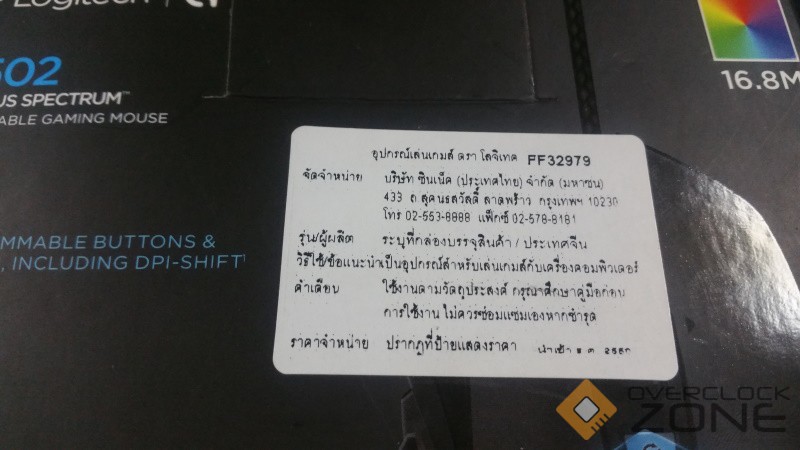 Logitech | G
502
US SPECTRUM™
ABLE GAMING MOUSE
16.8M
MMABLE BUTTONS &
, INCLUDING DPI-SHIFT¹
อุปกรณ์เล่นเกมส์ ตรา โลจิเทค PF32979
จัดจำหน่าย บริษัท ซินเน็ค (ประเทศไทย) จำกัด (มหาชน)
433 ถ สุคนธสวัสดิ์ ลาดพร้าว กรุงเทพฯ 10230
โทร 02-553-8888 แฟ็กซ์ 02-578-8181
รุ่น/ผู้ผลิต ระบุที่กล่องบรรจุสินค้า / ประเทศจีน
วิธีใช้/ข้อแนะนำเป็นอุปกรณ์สำหรับเล่นเกมส์กับเครื่องคอมพิวเตอร์
คำเตือน ใช้งานตามวัตถุประสงค์ กรุณาศึกษาคู่มือก่อน
การใช้งาน ไม่ควรซ่อมแซมเองหากชำรุด
ราคาจำหน่าย ปรากฏที่ป้ายแสดงราคา นำเข้า
OVERCLOCK
ZONE